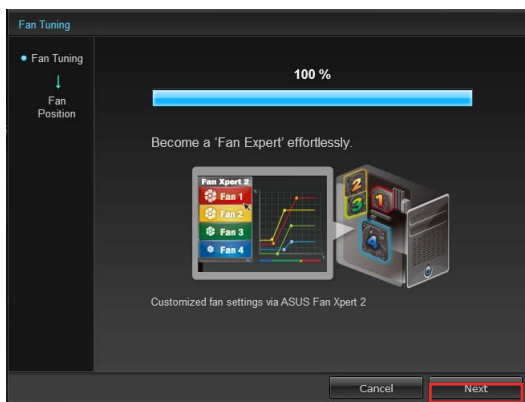 Fan Tuning
Fan Tuning
Fan
Position
100 %
Become a 'Fan Expert' effortlessly.
Fan Xpert 2
Fan 1
Fan 2
Fan 3
Fan 4
2
3
1
4
Customized fan settings via ASUS Fan Xpert 2
Cancel
Next